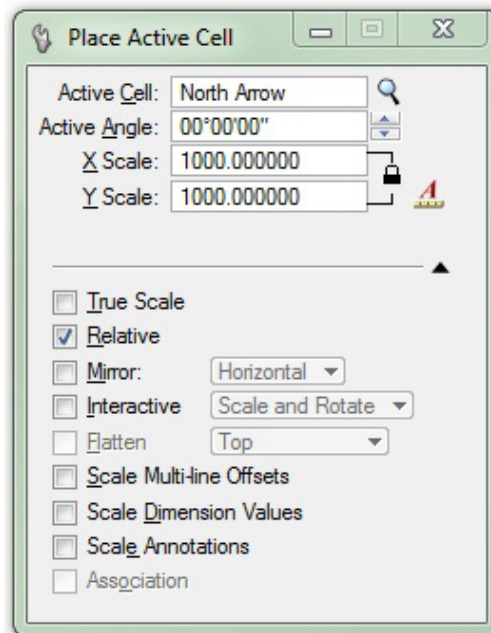 Place Active Cell
Active Cell: North Arrow
Active Angle: 00°00'00"
X Scale: 1000.000000
Y Scale: 1000.000000
A
True Scale
Relative
Mirror: Horizontal
Interactive Scale and Rotate
Flatten Top
Scale Multi-line Offsets
Scale Dimension Values
Scale Annotations
Association